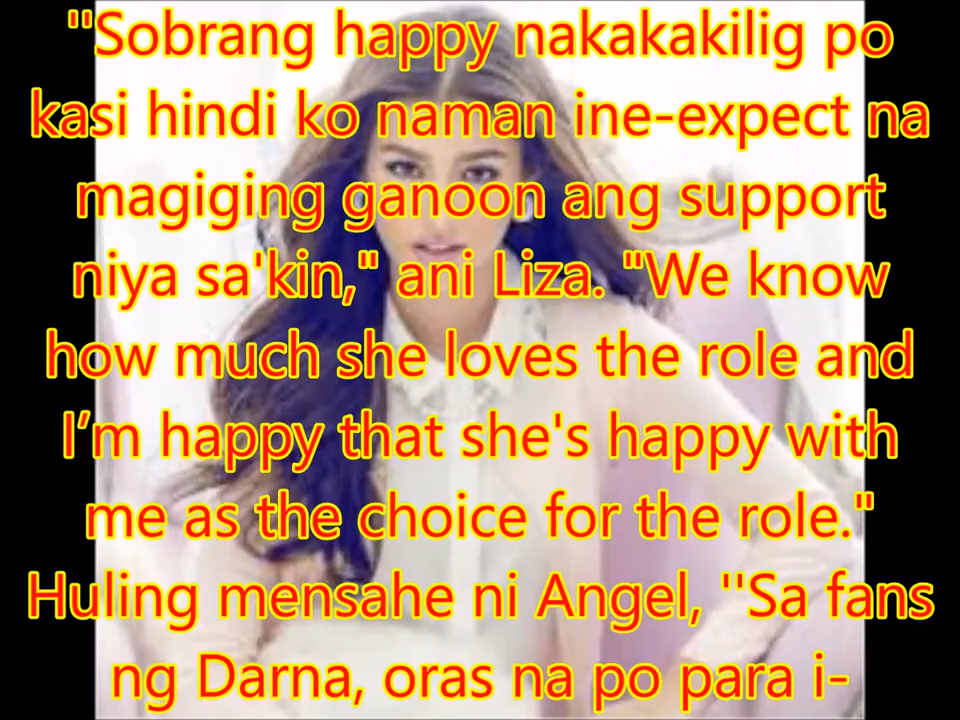 "Sobrang happy nakakakilig po
kasi hindi ko naman ine-expect na
magiging ganoon ang support
niya sa'kin," ani Liza. "We know
how much she loves the role and
I’m happy that she's happy with
me as the choice for the role."
Huling mensahe ni Angel, ''Sa fans
ng Darna, oras na po para i-